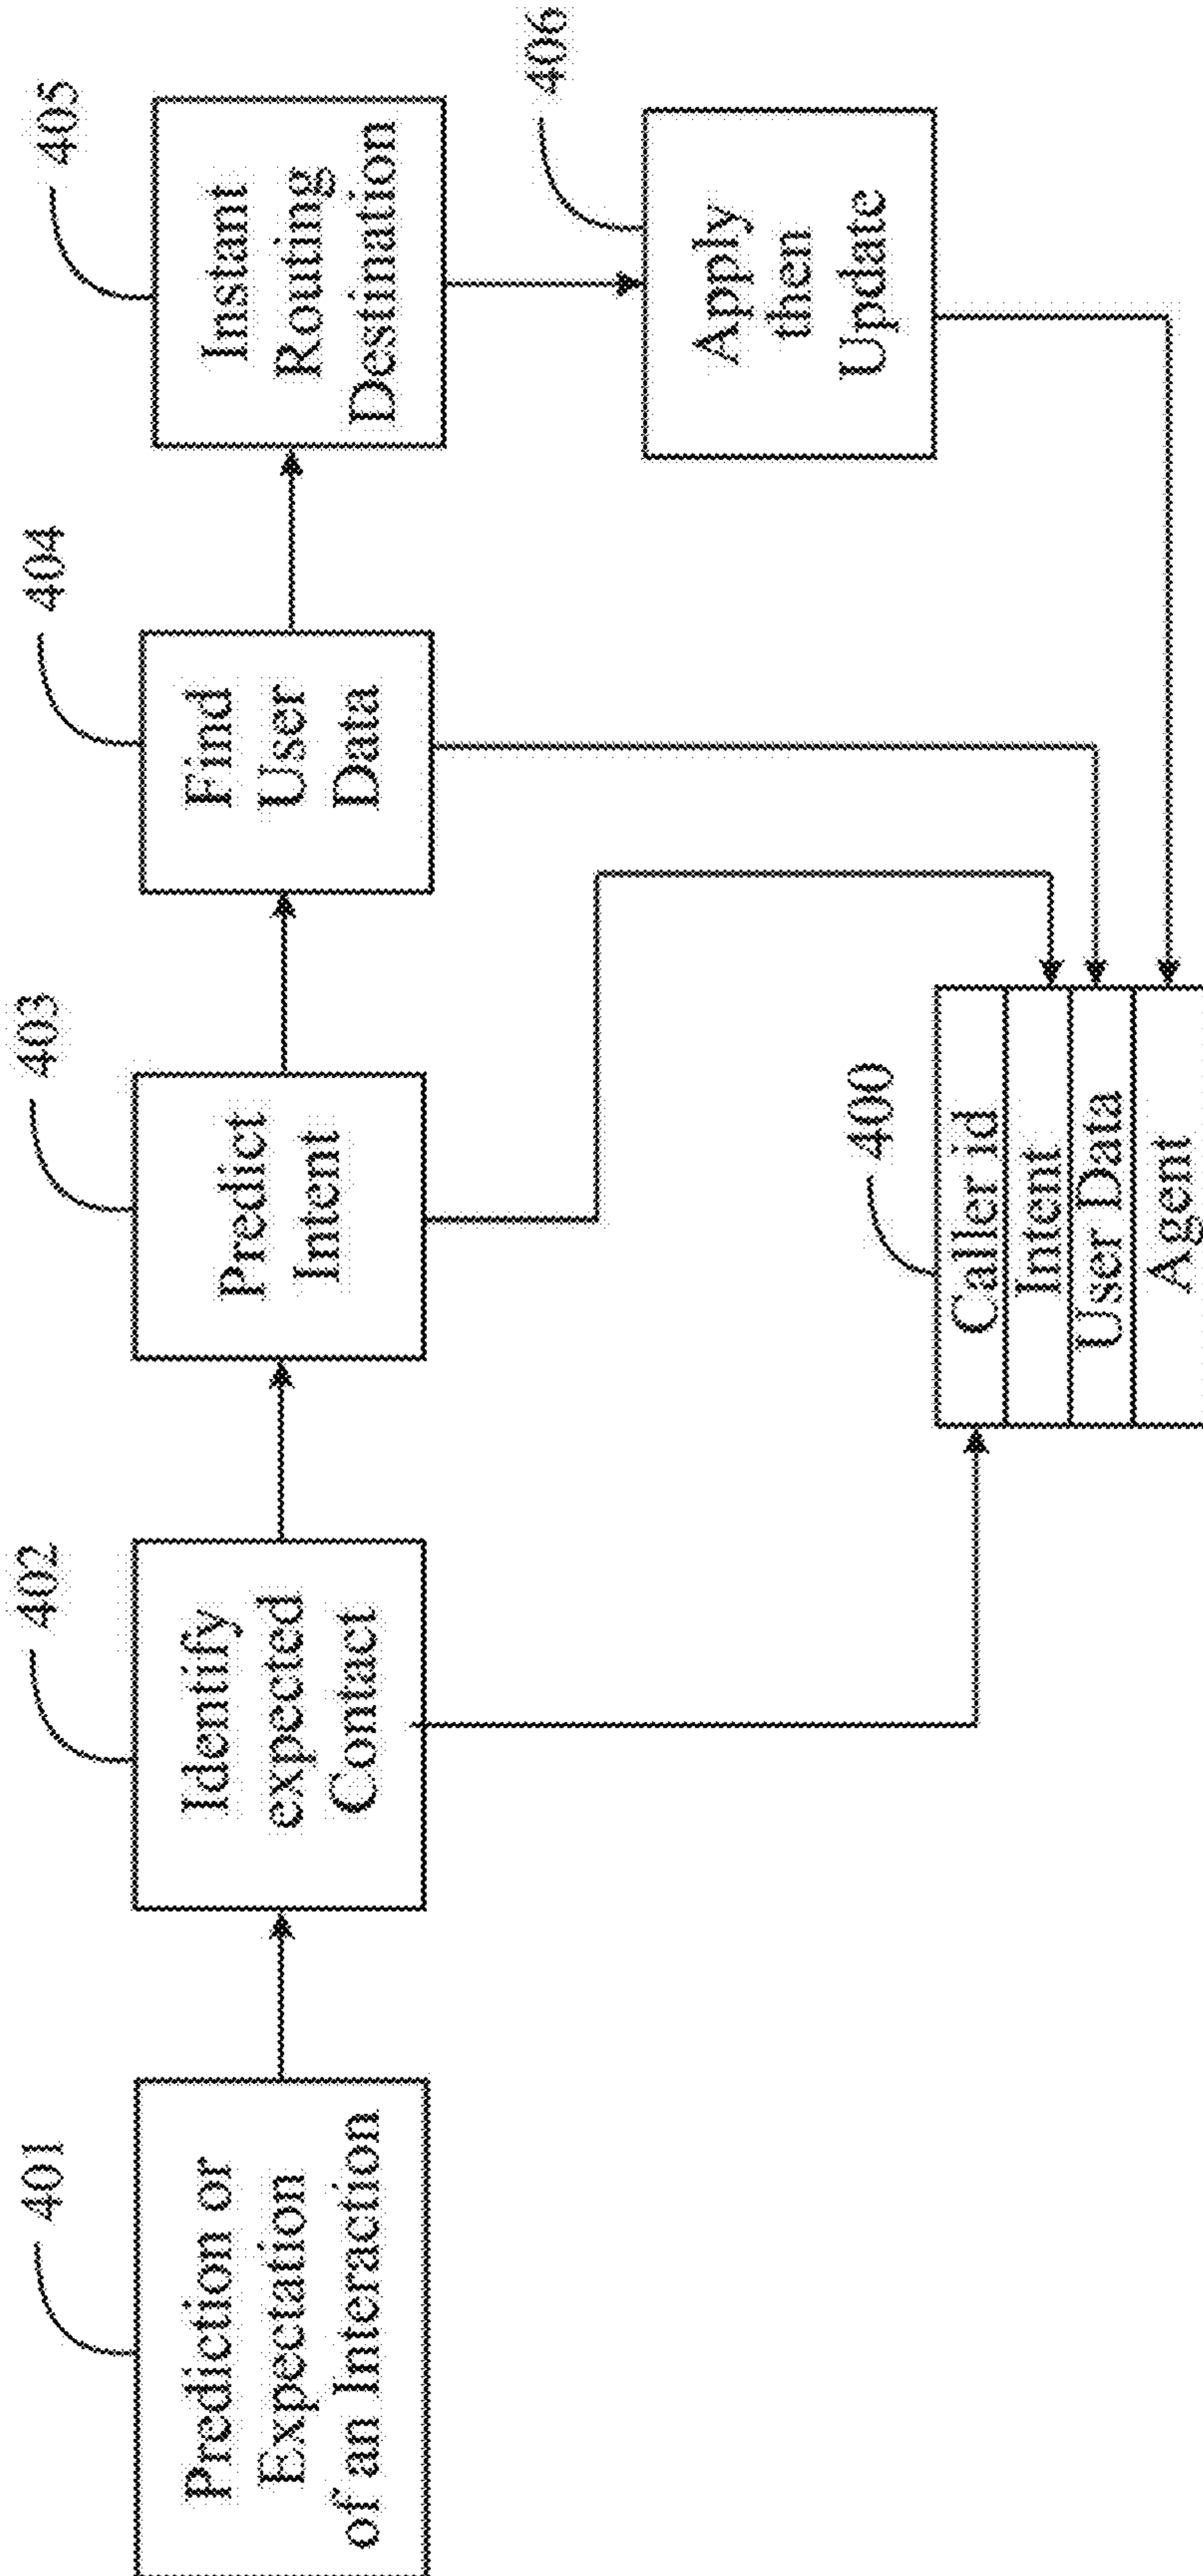 401
Prediction or
Expectation
of an Interaction
402
Identify
expected
Contact
403
Predict
Intent
404
Find
User
Data
405
Instant
Routing
Destination
406
Apply
then
Update
400
Caller id
Intent
User Data
Agent